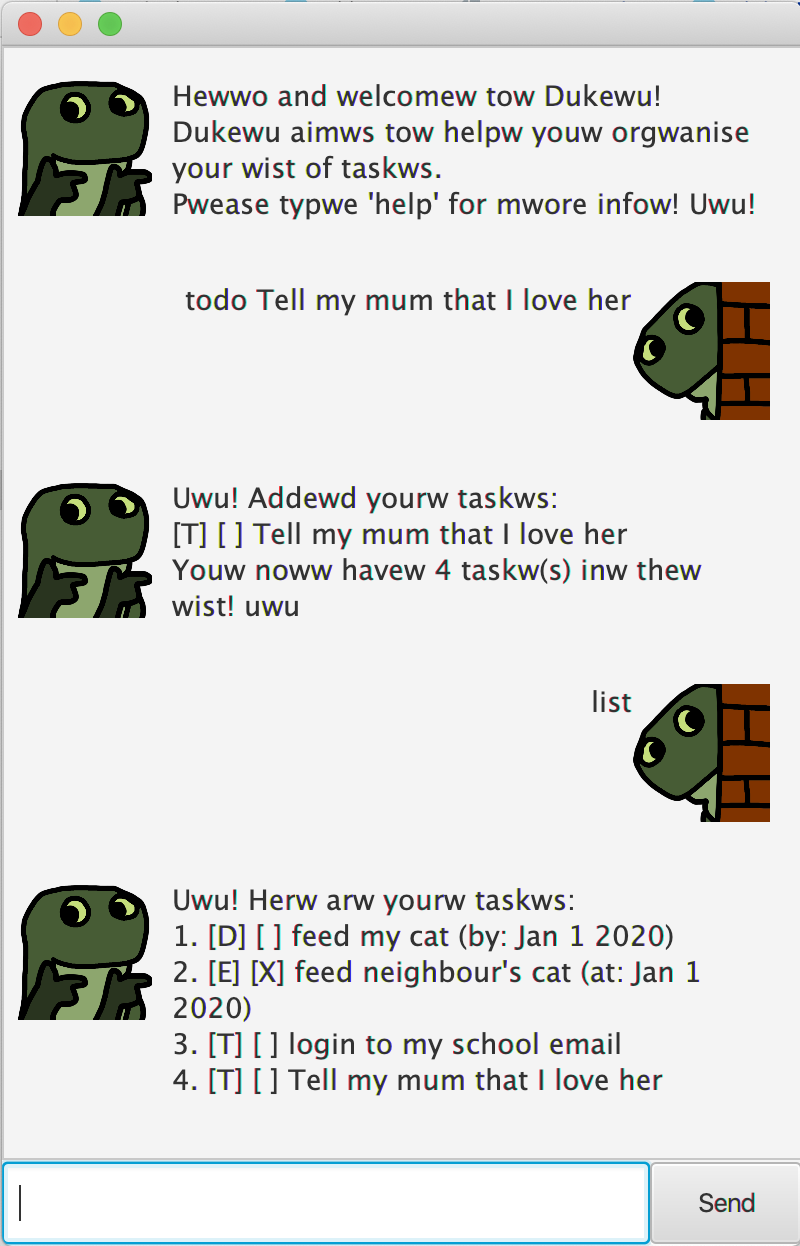 Hewwo and welcomew tow Dukewu!
Dukewu aimws tow helpw youw orgwanise
your wist of taskws.
Pwease typwe 'help' for mwore infow! Uwu!
todo Tell my mum that I love her
Uwu! Addewd yourw taskws:
[T] [ ] Tell my mum that I love her
Youw noww havew 4 taskw(s) inw thew
wist! uwu
list
Uwu! Herw arw yourw taskws:
1. [D] [ ] feed my cat (by: Jan 1 2020)
2. [E] [X] feed neighbour's cat (at: Jan 1
2020)
3. [T] [ ] login to my school email
4. [T] [ ] Tell my mum that I love her
Send